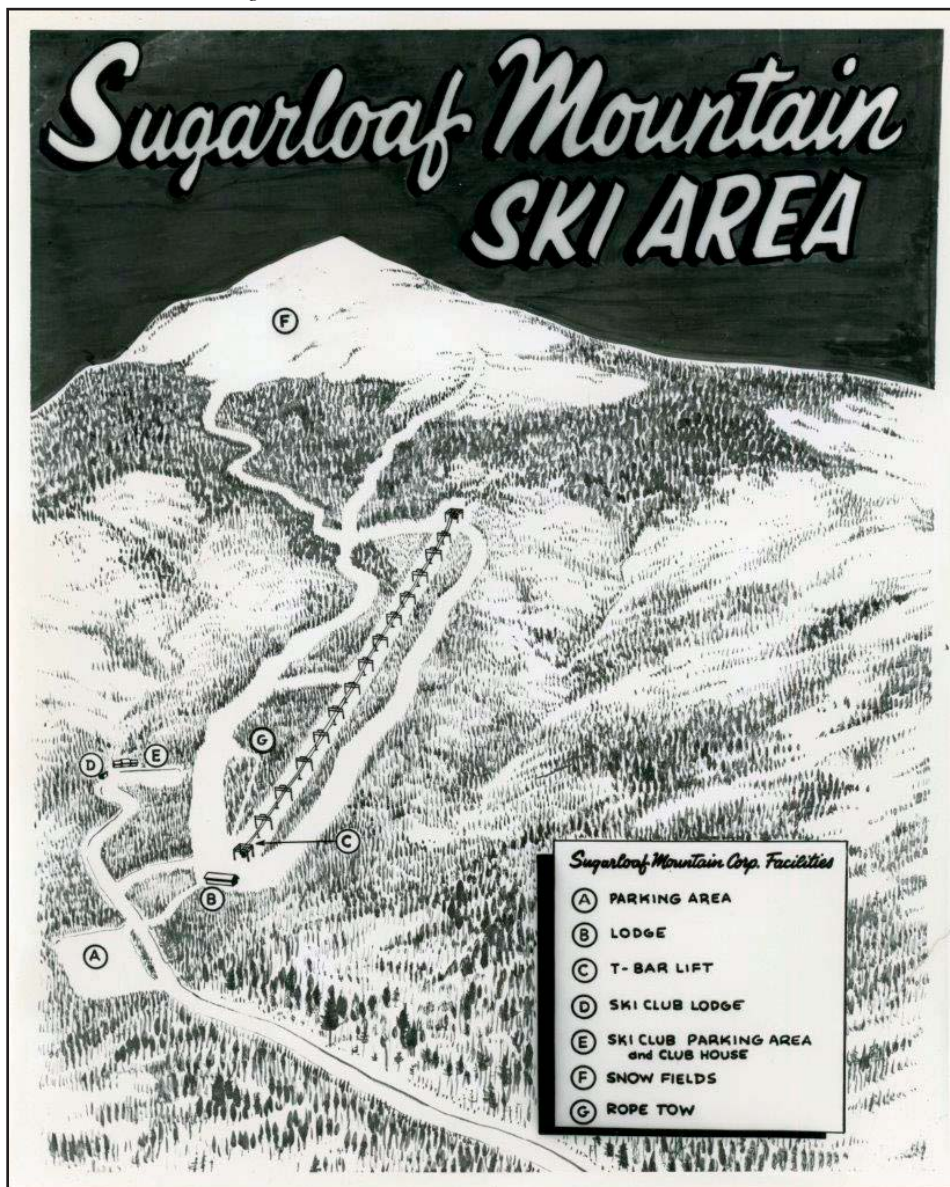 Sugarloaf Mountain
SKI AREA
F
G
D
E
C
B
A
Sugarloaf Mountain Corp. Facilities
A PARKING AREA
B LODGE
C T-BAR LIFT
D SKI CLUB LODGE
E SKI CLUB PARKING AREA
and CLUB HOUSE
F SNOW FIELDS
G ROPE TOW